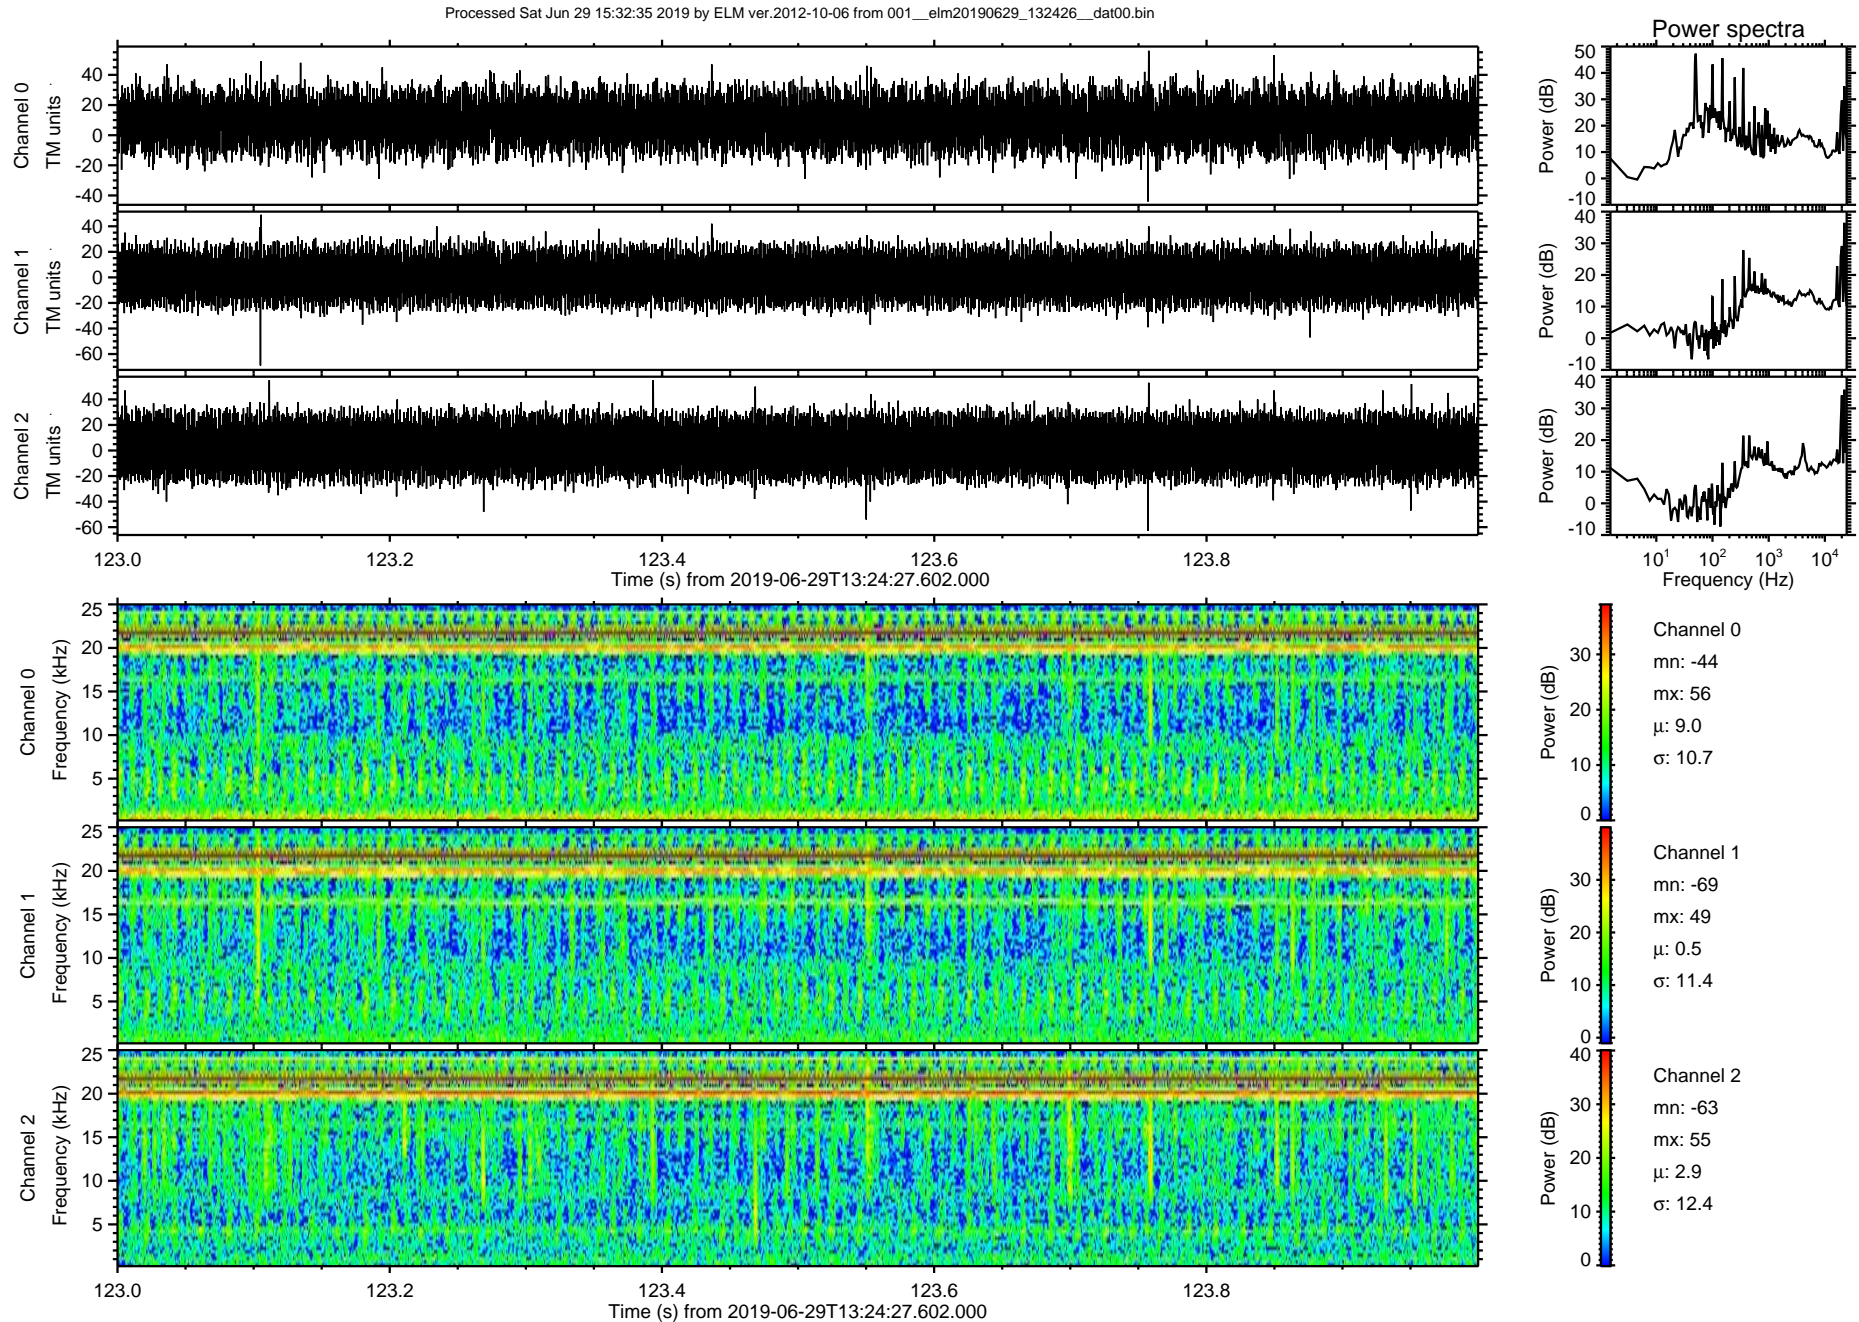 Processed Sat Jun 29 15:32:35 2019 by ELM ver.2012-10-06 from 001__elm20190629_132426__dat00.bin
Power spectra
Channel 0
TM units
40
20
0
-20
-40
Power (dB)
50
40
30
20
10
0
-10
Channel 1
TM units
40
20
0
-20
-40
-60
Power (dB)
40
30
20
10
0
-10
Channel 2
TM units
40
20
0
-20
-40
-60
Power (dB)
40
30
20
10
0
-10
123.0 123.2 123.4 123.6 123.8
Time (s) from 2019-06-29T13:24:27.602.000
10^1 10^2 10^3 10^4
Frequency (Hz)
Channel 0
Frequency (kHz)
25
20
15
10
5
Power (dB)
30
20
10
0
Channel 0
mn: -44
mx: 56
μ: 9.0
σ: 10.7
Channel 1
Frequency (kHz)
25
20
15
10
5
Power (dB)
30
20
10
0
Channel 1
mn: -69
mx: 49
μ: 0.5
σ: 11.4
Channel 2
Frequency (kHz)
25
20
15
10
5
Power (dB)
40
30
20
10
0
Channel 2
mn: -63
mx: 55
μ: 2.9
σ: 12.4
123.0 123.2 123.4 123.6 123.8
Time (s) from 2019-06-29T13:24:27.602.000